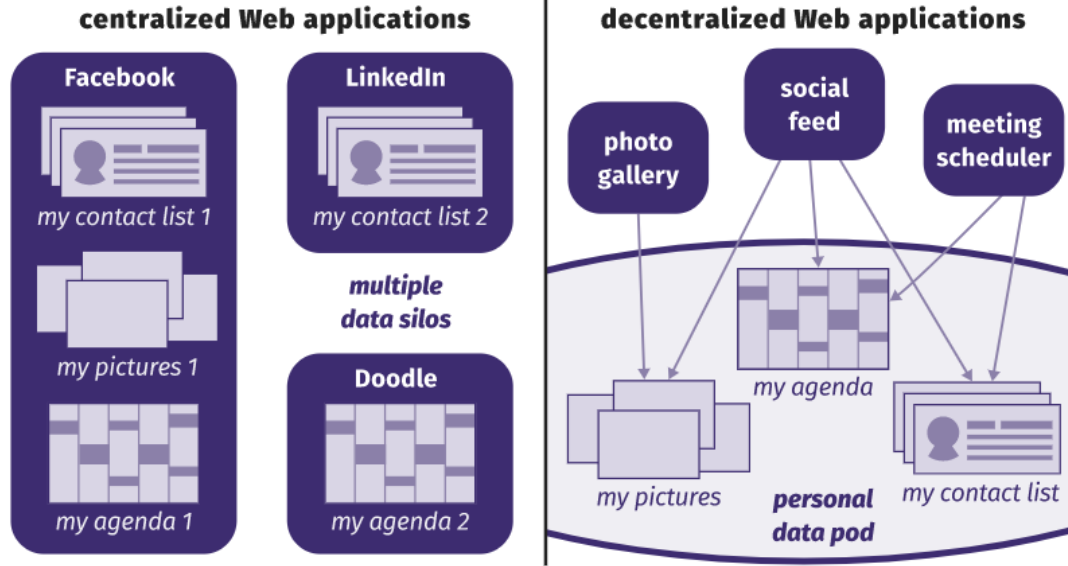 centralized Web applications
Facebook
my contact list 1
my pictures 1
my agenda 1
LinkedIn
my contact list 2
multiple
data silos
Doodle
my agenda 2
decentralized Web applications
photo
gallery
social
feed
meeting
scheduler
my agenda
my pictures
my contact list
personal
data pod